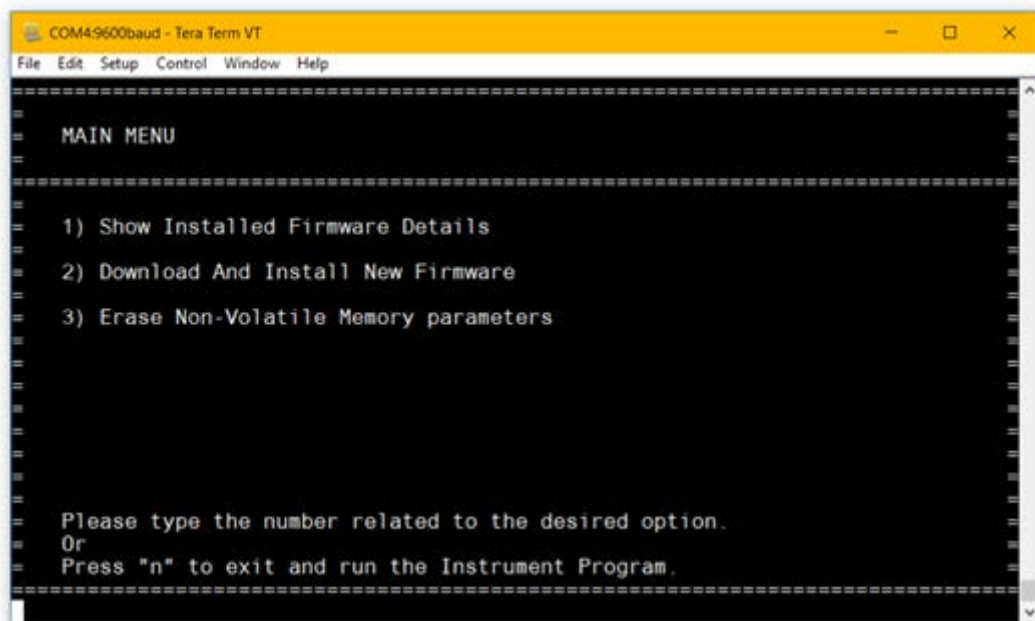 COM4:9600baud - Tera Term VT
File Edit Setup Control Window Help
================================================================================
=                                                                              =
=   MAIN MENU                                                                  =
=                                                                              =
================================================================================
=                                                                              =
=   1) Show Installed Firmware Details                                         =
=                                                                              =
=   2) Download And Install New Firmware                                       =
=                                                                              =
=   3) Erase Non-Volatile Memory parameters                                    =
=                                                                              =
=                                                                              =
=                                                                              =
=                                                                              =
=                                                                              =
=                                                                              =
=                                                                              =
=                                                                              =
=   Please type the number related to the desired option.                      =
=   Or                                                                         =
=   Press "n" to exit and run the Instrument Program.                          =
================================================================================